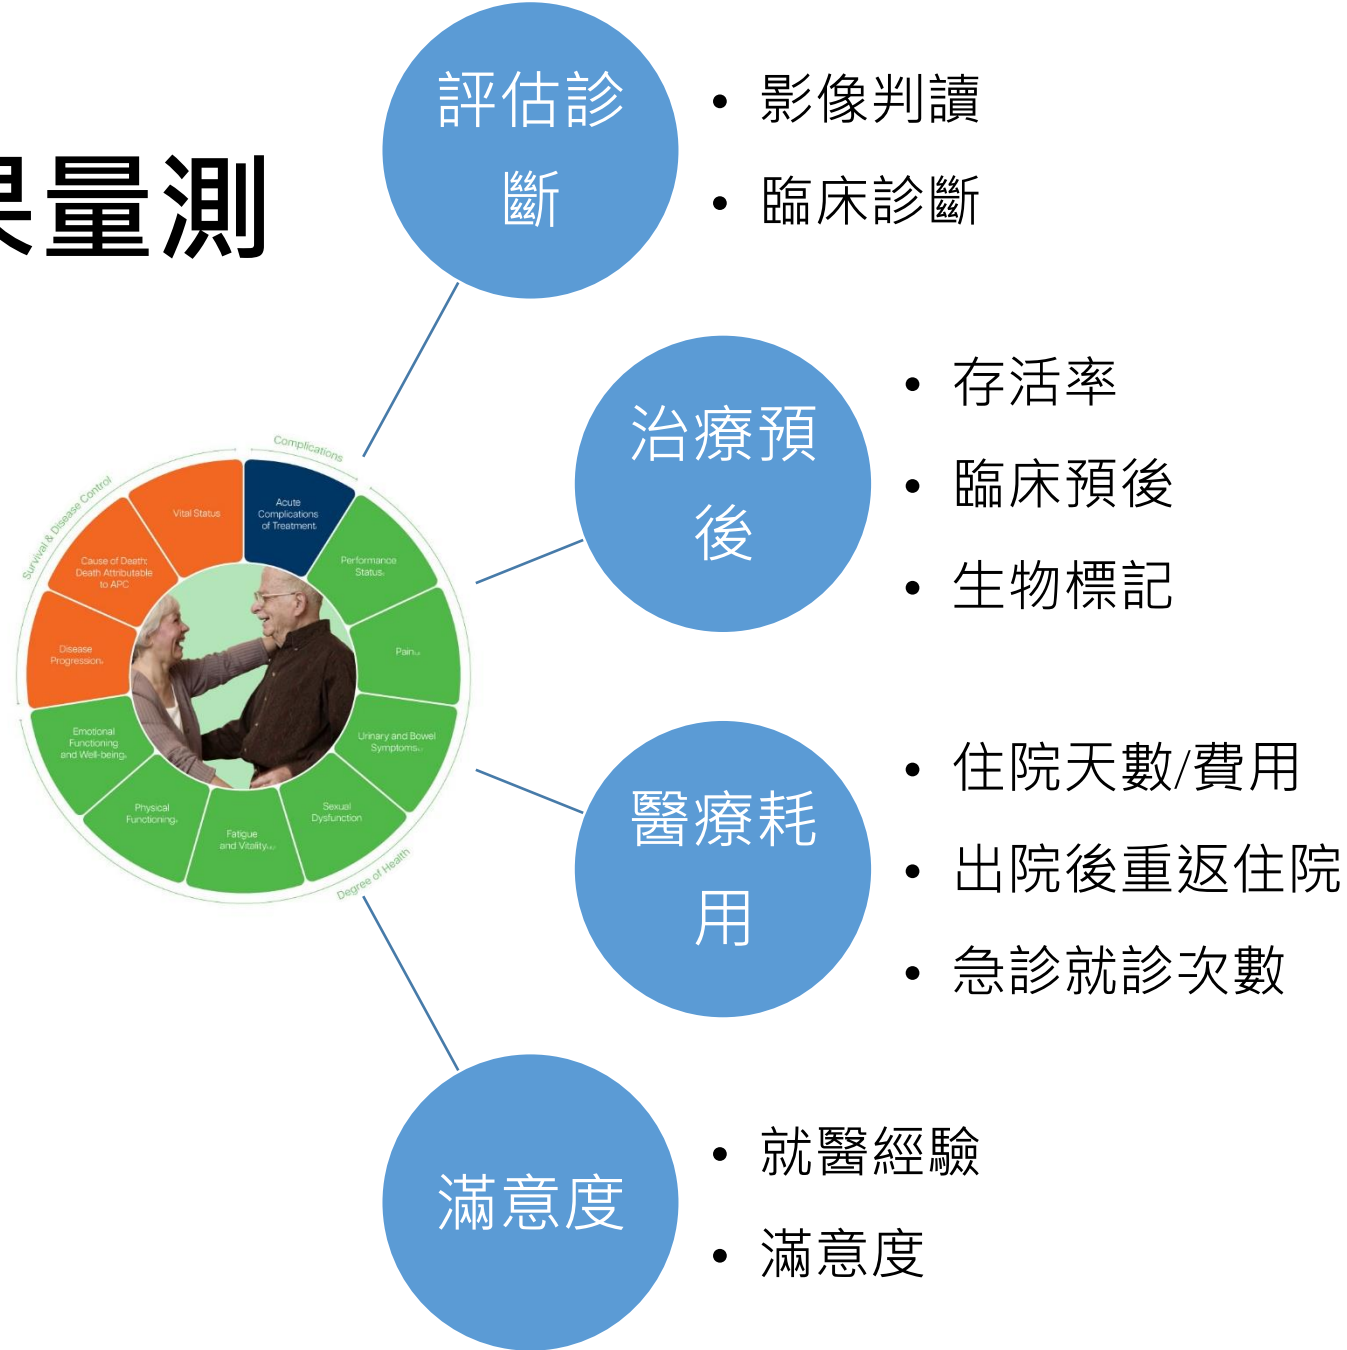 果量測
評估診
斷
• 影像判讀
• 臨床診斷
治療預
後
• 存活率
• 臨床預後
• 生物標記
醫療耗
用
• 住院天數/費用
• 出院後重返住院
• 急診就診次數
滿意度
• 就醫經驗
• 滿意度
Complications
Survival & Disease Control
Degree of Health
Vital Status
Acute
Complications
of Treatment
Performance
Status
Pain
Urinary and Bowel
Symptoms
Sexual
Dysfunction
Fatigue
and Vitality
Physical
Functioning
Emotional
Functioning
and Well-being
Disease
Progression
Cause of Death:
Death Attributable
to APC